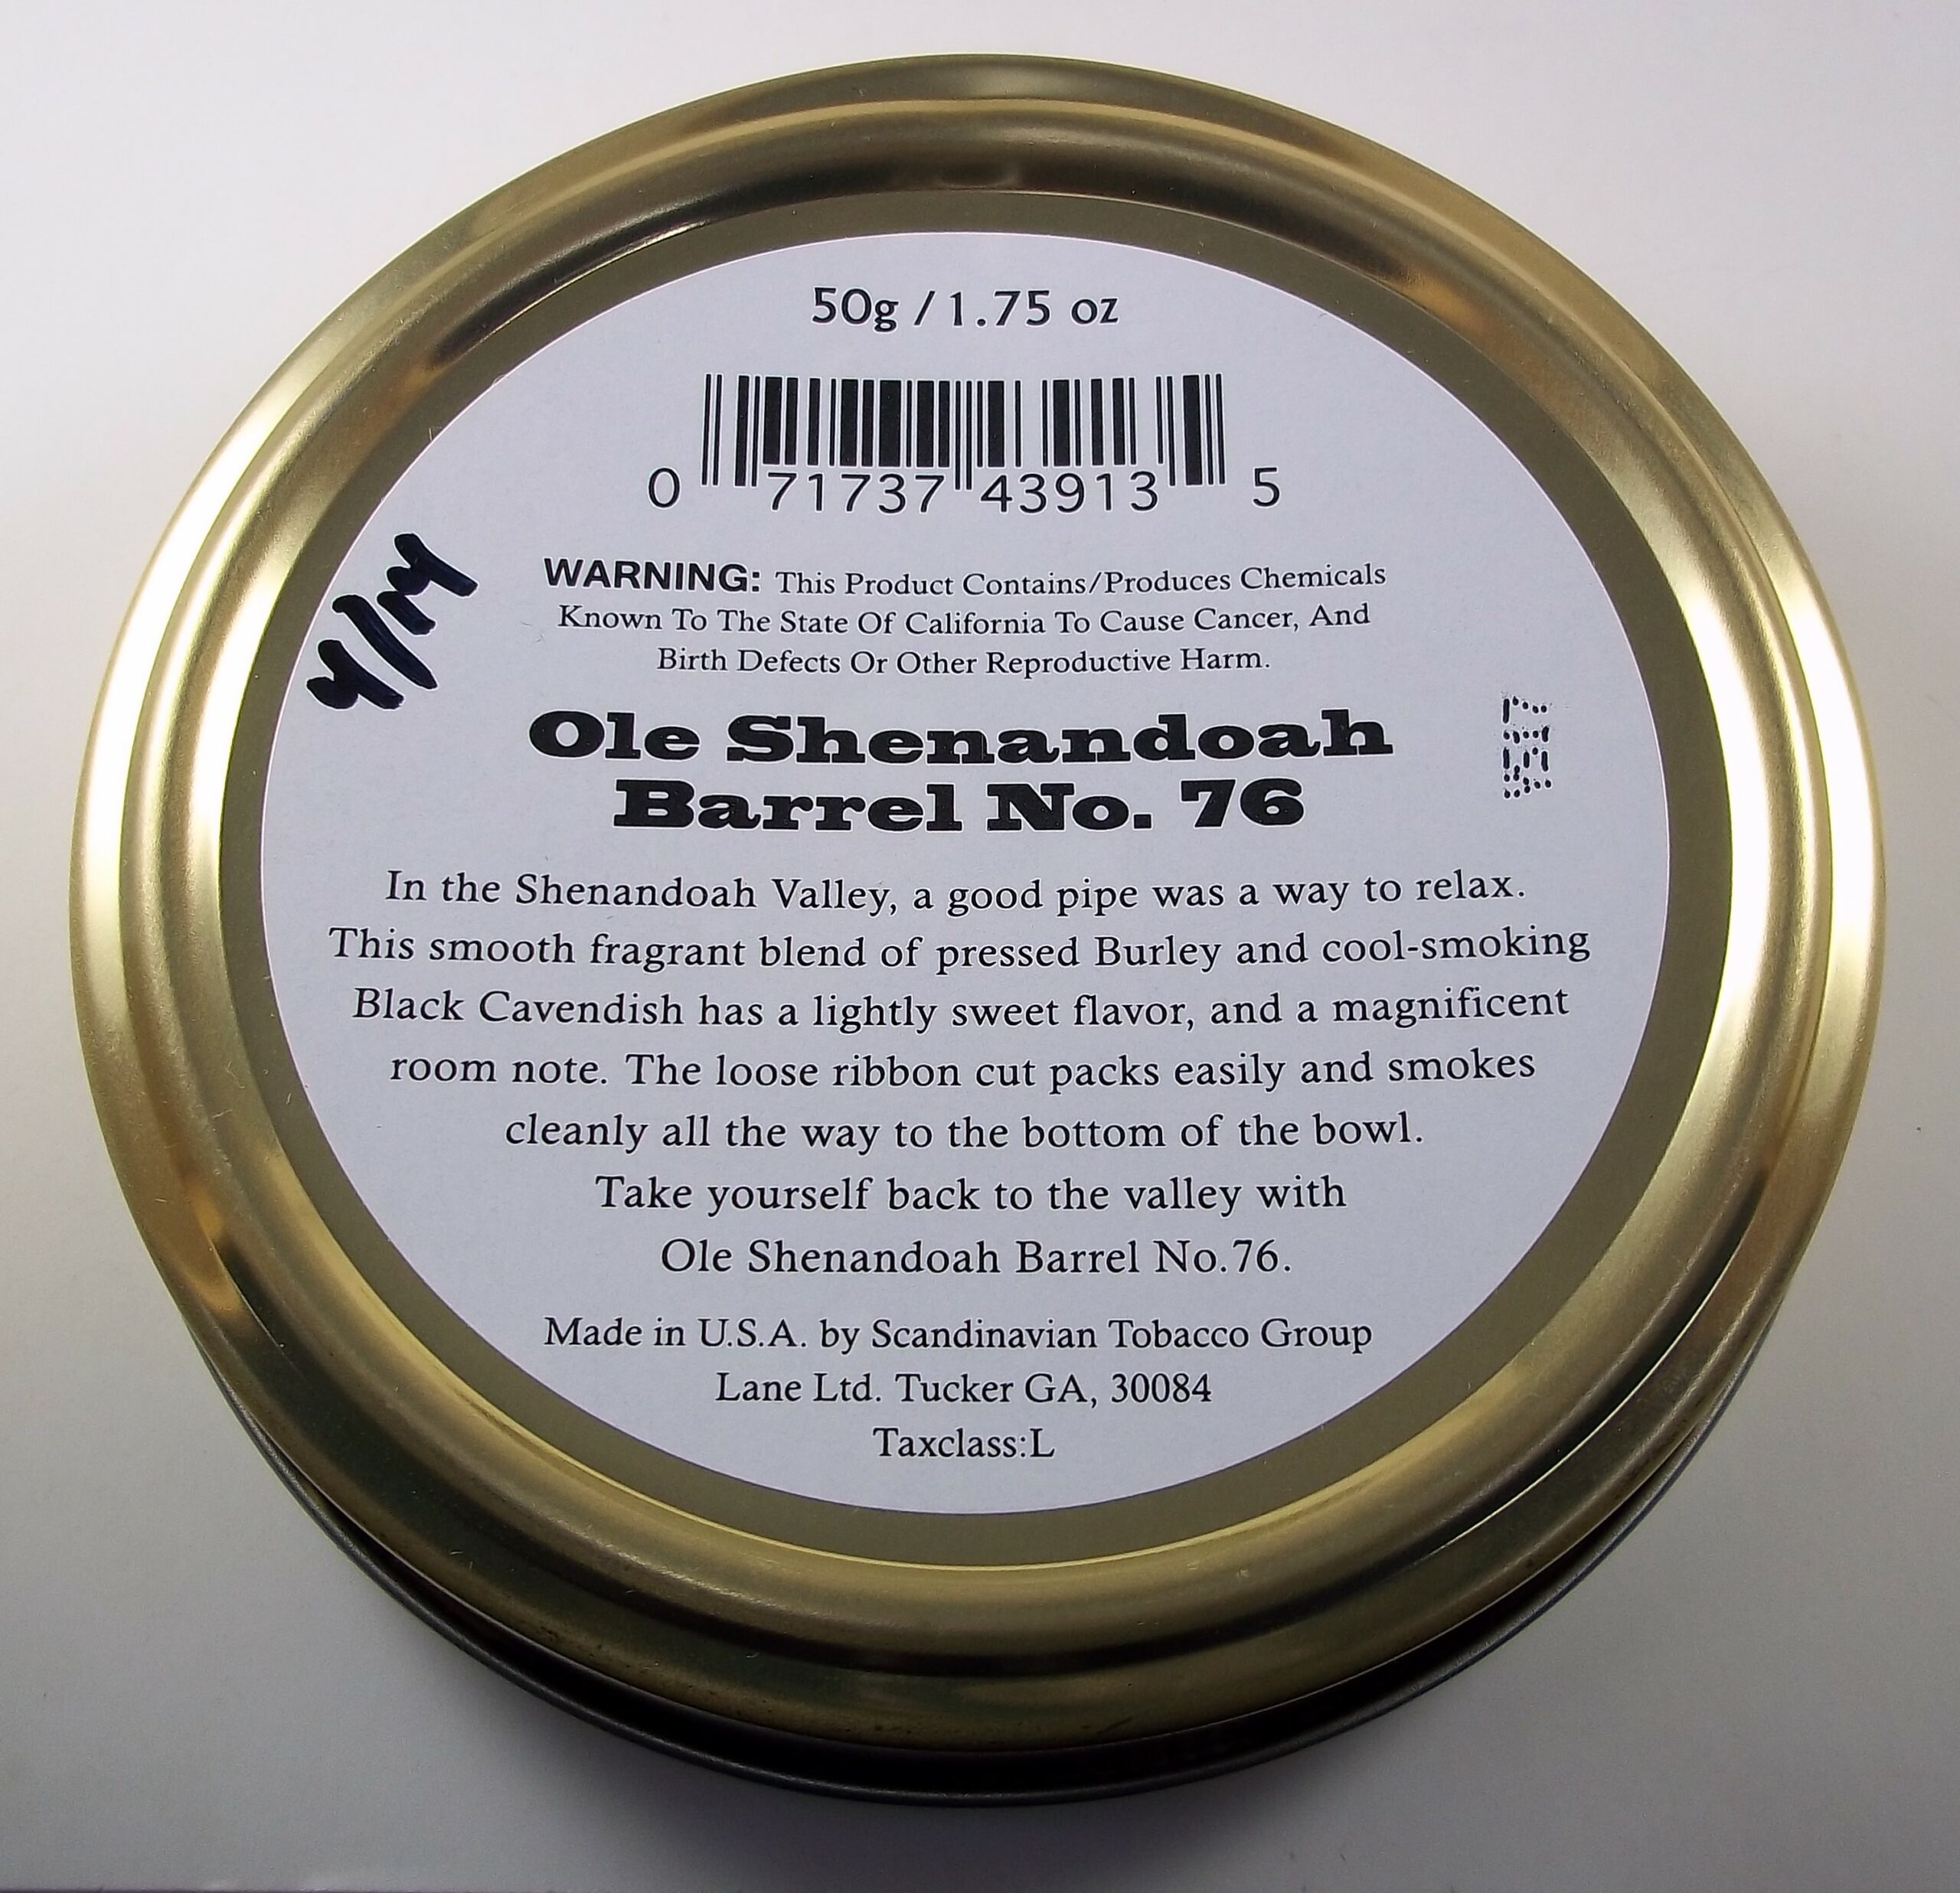 50g / 1.75 oz
0 71737 43913 5
WARNING: This Product Contains/Produces Chemicals
Known To The State Of California To Cause Cancer, And
Birth Defects Or Other Reproductive Harm.
4/14
Ole Shenandoah
Barrel No. 76
In the Shenandoah Valley, a good pipe was a way to relax.
This smooth fragrant blend of pressed Burley and cool-smoking
Black Cavendish has a lightly sweet flavor, and a magnificent
room note. The loose ribbon cut packs easily and smokes
cleanly all the way to the bottom of the bowl.
Take yourself back to the valley with
Ole Shenandoah Barrel No.76.
Made in U.S.A. by Scandinavian Tobacco Group
Lane Ltd. Tucker GA, 30084
Taxclass:L